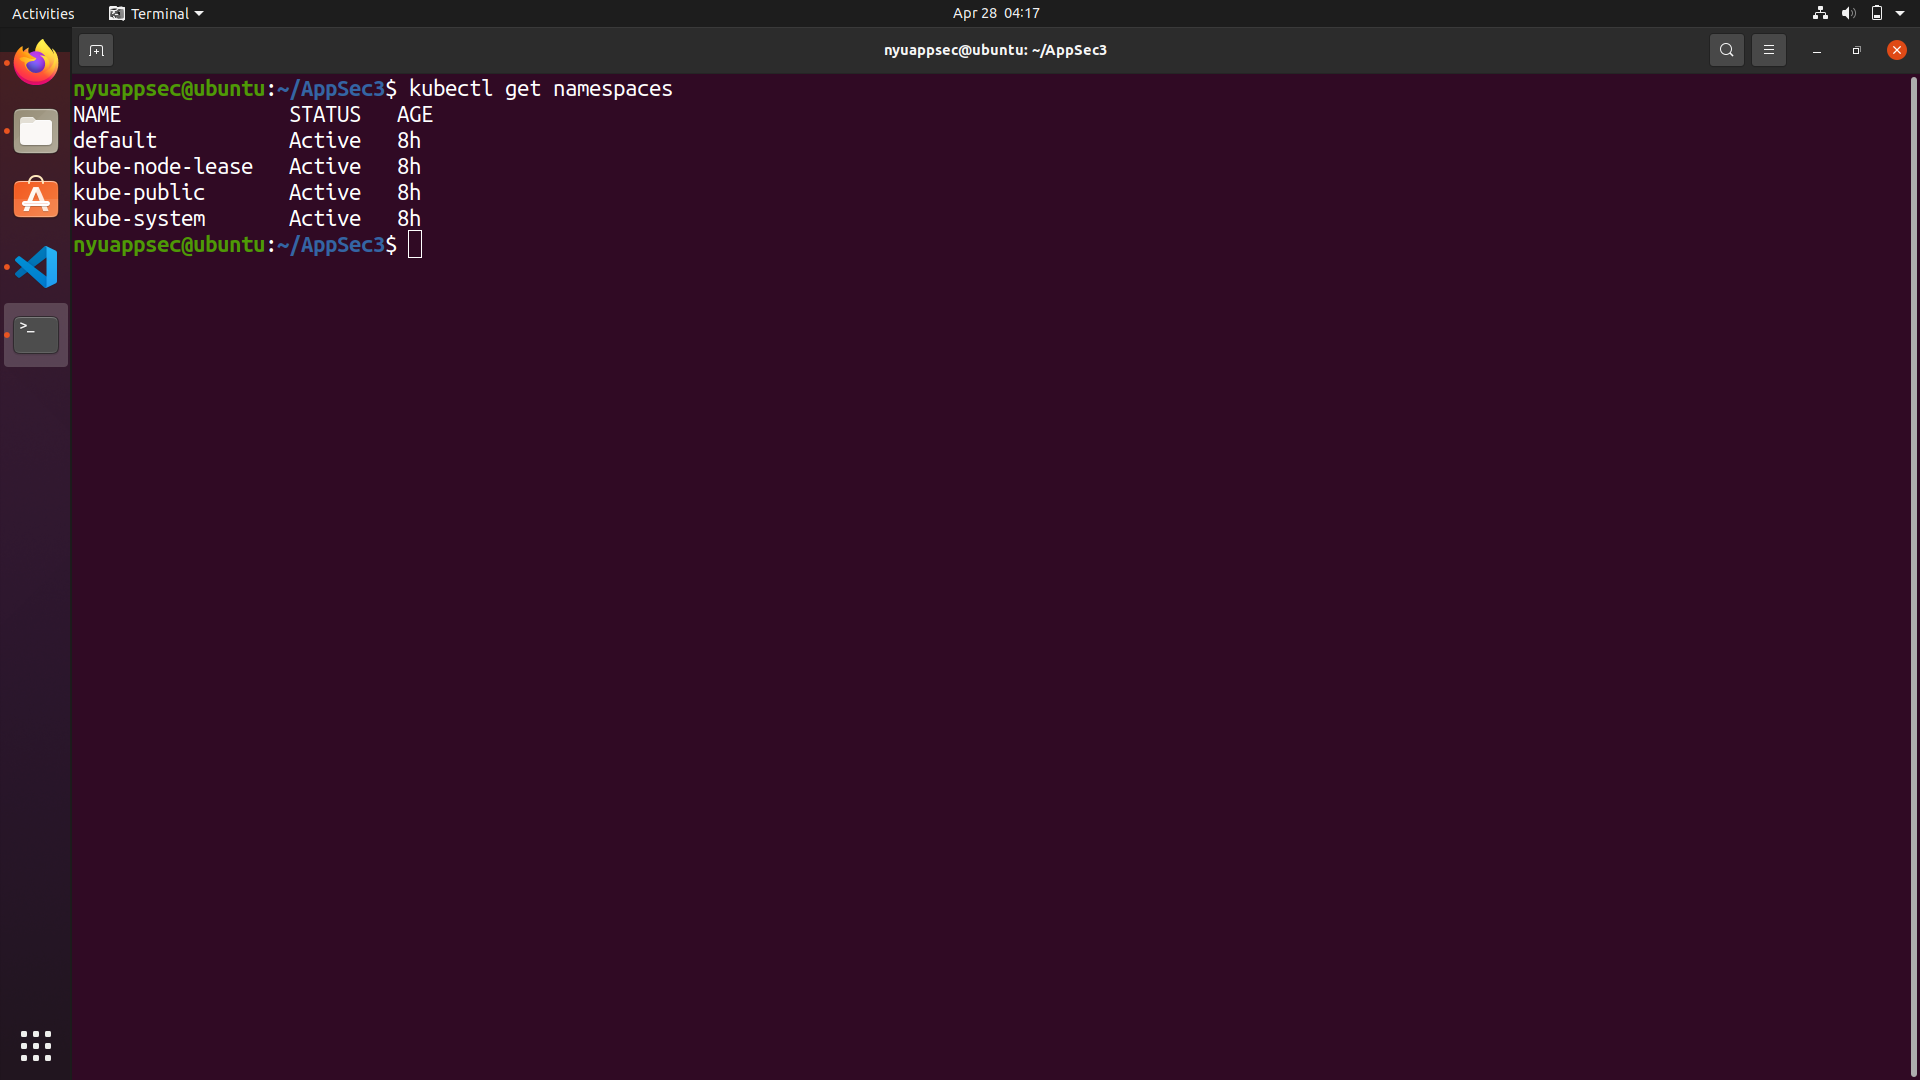 Activities Terminal Apr 28 04:17
nyuappsec@ubuntu: ~/AppSec3
nyuappsec@ubuntu:~/AppSec3$ kubectl get namespaces
NAME STATUS AGE
default Active 8h
kube-node-lease Active 8h
kube-public Active 8h
kube-system Active 8h
nyuappsec@ubuntu:~/AppSec3$